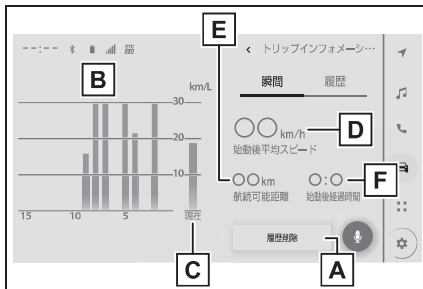 E
--:--
‹ トリップインフォメーシ…
B
km/L
瞬間 履歴
30
○○km/h
D
20
始動後平均スピード
○○km
○:○
F
10
航続可能距離
始動後経過時間
15 10 5 現在
履歴削除
C
A